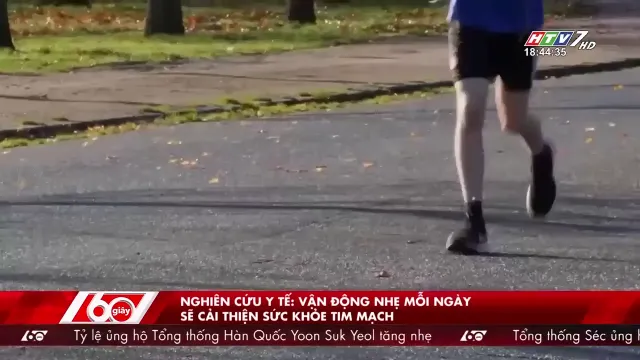 HTV7 HD
18:44:35
60 giây
NGHIÊN CỨU Y TẾ: VẬN ĐỘNG NHẸ MỖI NGÀY
SẼ CẢI THIỆN SỨC KHỎE TIM MẠCH
60 Tỷ lệ ủng hộ Tổng thống Hàn Quốc Yoon Suk Yeol tăng nhẹ 60 Tổng thống Séc ủng h